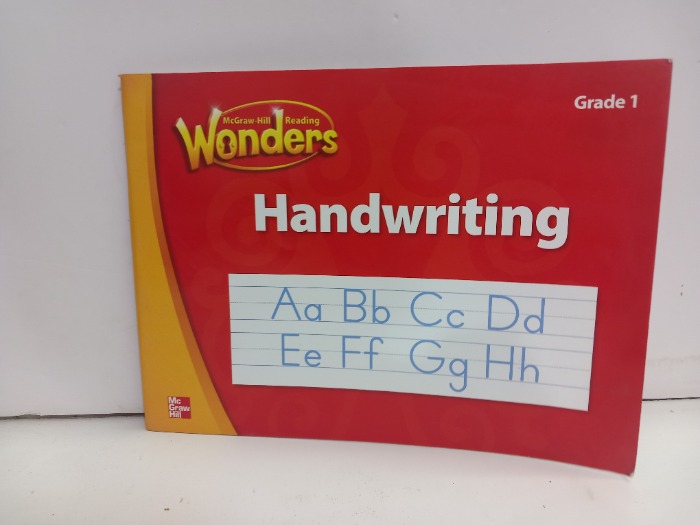 Grade 1
McGraw-Hill Reading
Wonders
Handwriting
Aa Bb Cc Dd
Ee Ff Gg Hh
Mc
Graw
Hill